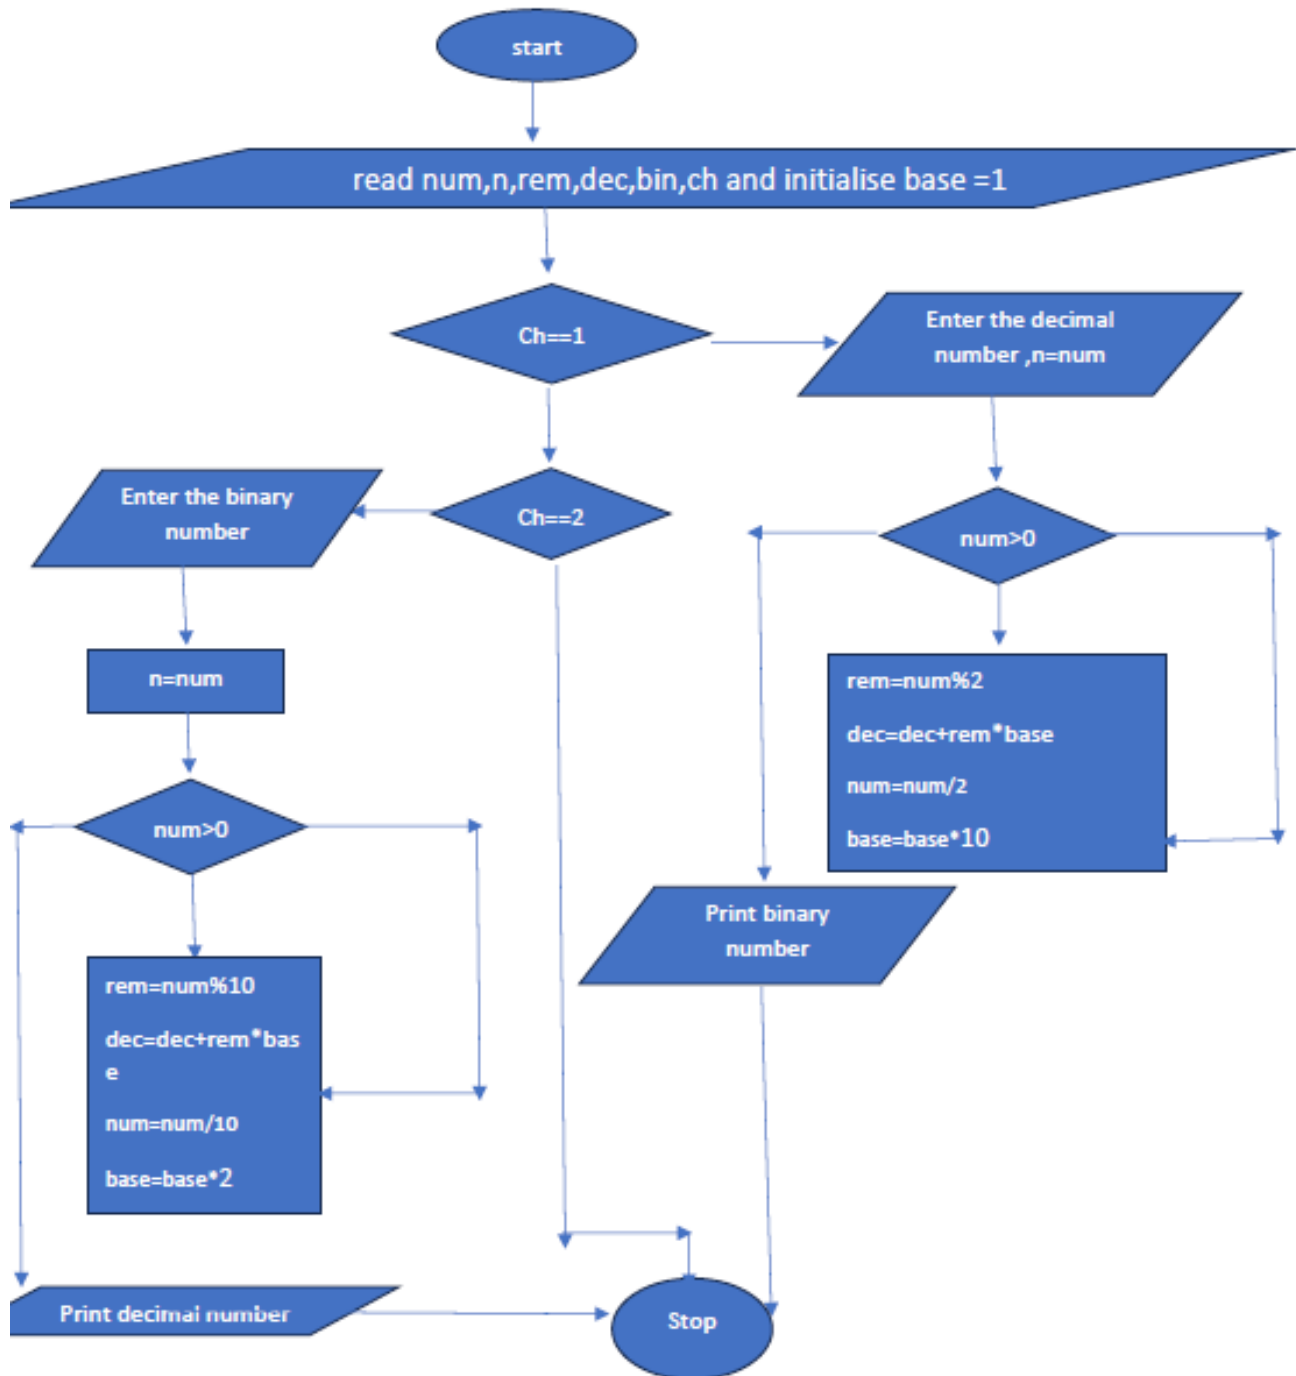 start
read num,n,rem,dec,bin,ch and initialise base =1
Ch==1
Enter the decimal
number ,n=num
Enter the binary
number
Ch==2
num>0
n=num
rem=num%2
dec=dec+rem*base
num=num/2
base=base*10
num>0
Print binary
number
rem=num%10
dec=dec+rem*bas
e
num=num/10
base=base*2
Print decimal number
Stop